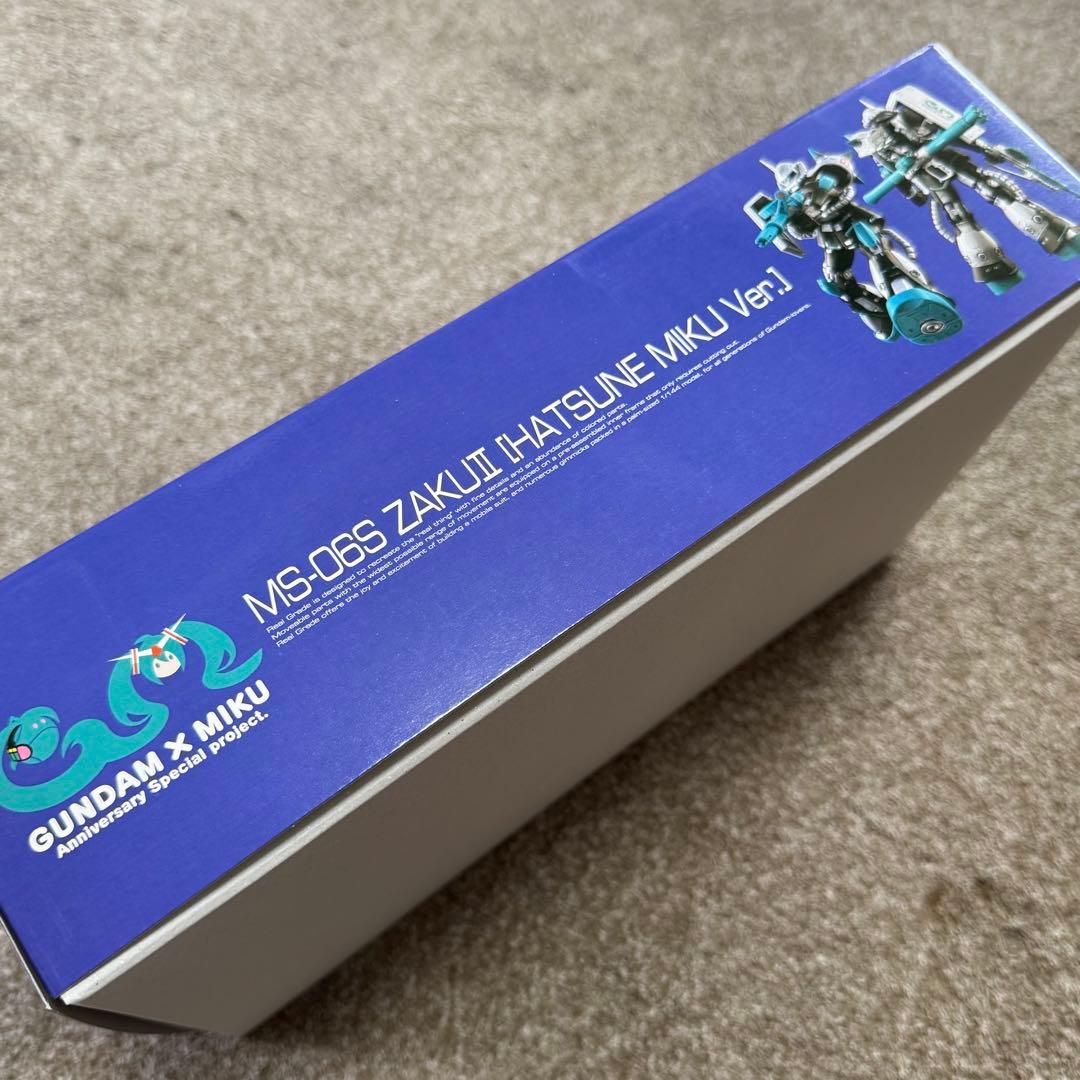 MS-06S ZAKUII [HATSUNE MIKU Ver.]
Real Grade is designed to recreate the "real thing" with fine details and an abundance of colored parts.
Moveable parts with the widest possible range of movement are equipped on a pre-assembled inner frame that only requires cutting out.
Real Grade offers the joy and excitement of building a mobile suit, and numerous gimmicks packed in a palm-sized 1/144 model, for all generations of Gundam-lovers.
GUNDAM X MIKU
Anniversary Special project.